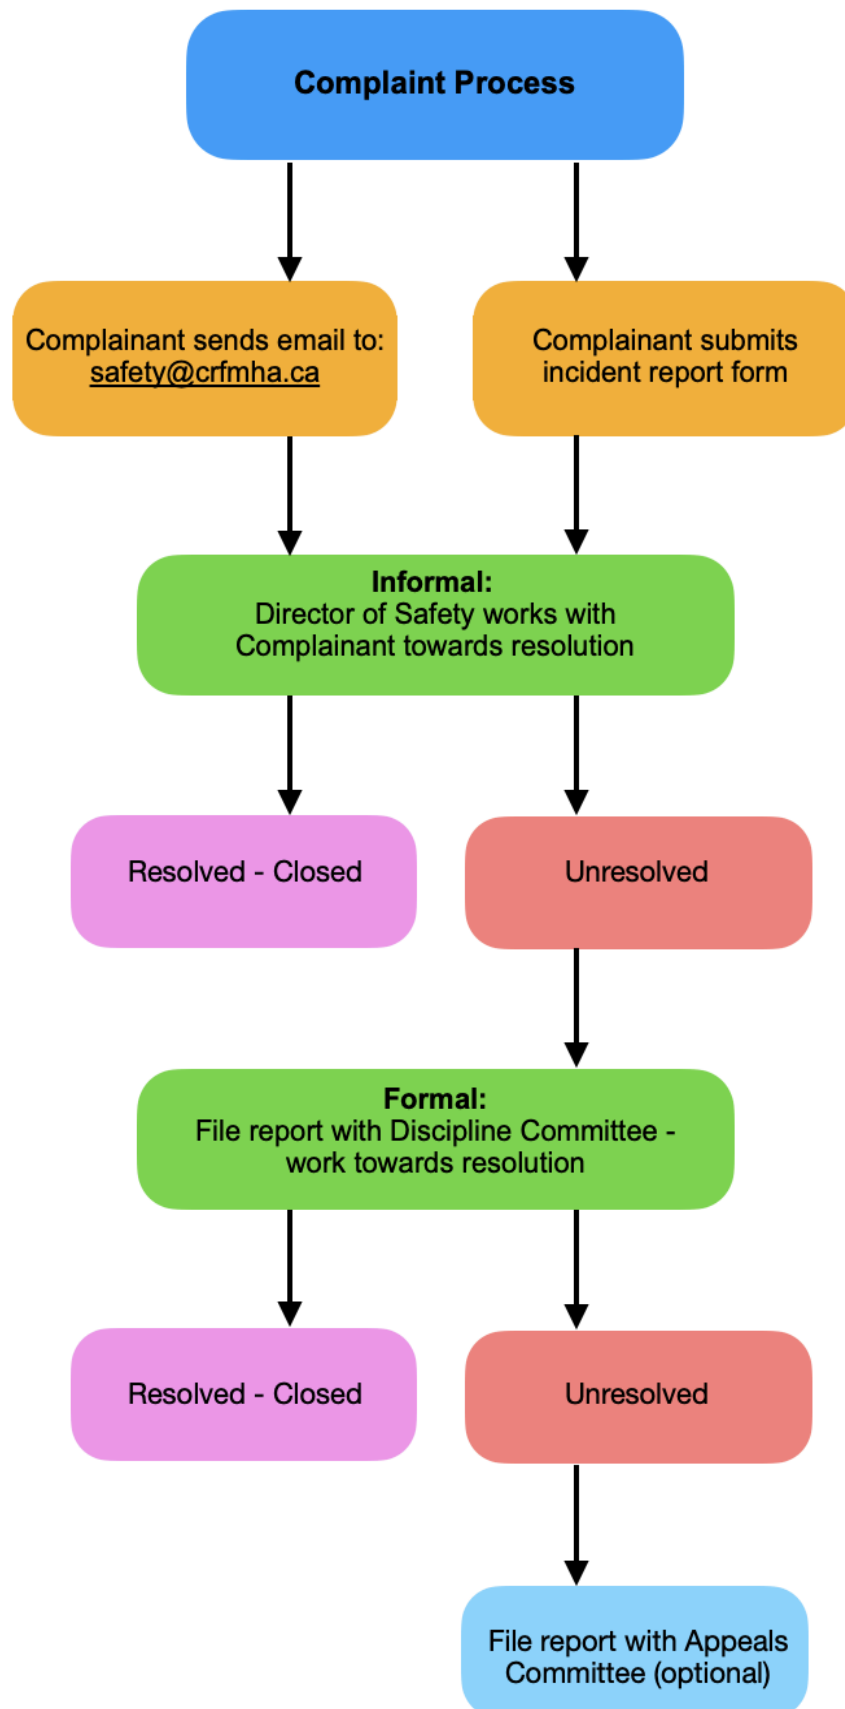 Complaint Process
Complainant sends email to:
safety@crfmha.ca
Complainant submits
incident report form
Informal:
Director of Safety works with
Complainant towards resolution
Resolved - Closed
Unresolved
Formal:
File report with Discipline Committee -
work towards resolution
Resolved - Closed
Unresolved
File report with Appeals
Committee (optional)